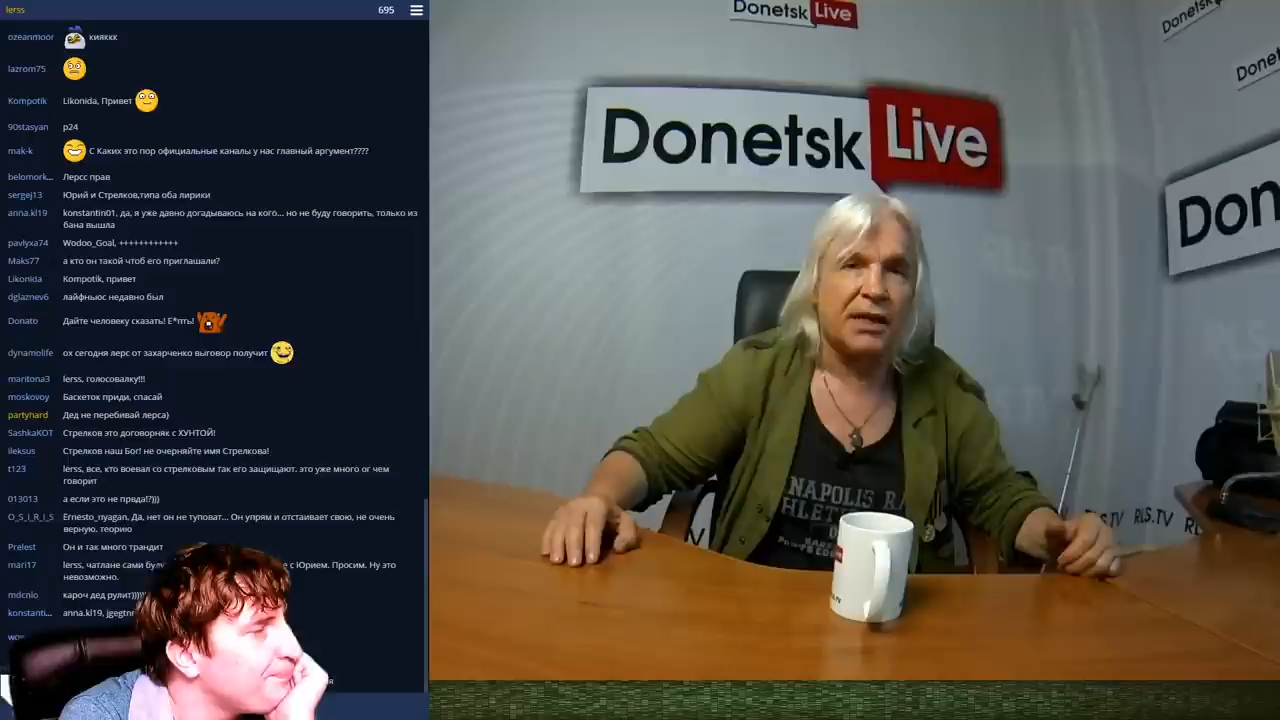 lerss 695
ozeanmoor кияккк
lazrom75
Kompotik Likonida, Привет
90stasyan р24
mak-k С Каких это пор официальные каналы у нас главный аргумент????
belomork... Лерсс прав
sergej13 Юрий и Стрелков,типа оба лирики
anna.kl19 konstantin01, да, я уже давно догадываюсь на кого... но не буду говорить, только из
бана вышла
pavlyxa74 Wodoo_Goal, ++++++++++++
Maks77 а кто он такой чтоб его приглашали?
Likonida Kompotik, привет
dglaznev6 лайфньюс недавно был
Donato Дайте человеку сказать! Е*пть!
dynamolife ох сегодня лерс от захарченко выговор получит
maritona3 lerss, голосовалку!!!
moskovoy Баскеток приди, спасай
partyhard Дед не перебивай лерса)
SashkaKOT Стрелков это договорняк с ХУНТОЙ!
ileksus Стрелков наш Бог! не очерняйте имя Стрелкова!
t123 lerss, все, кто воевал со стрелковым так его защищают. это уже много ог чем
говорит
013013 а если это не првда!?)))
O_S_I_R_I_S Ernesto_nyagan, Да, нет он не туповат... Он упрям и отстаивает свою, не очень
верную. теорию
Prelest Он и так много трандит
mari17 lerss, чатлане сами е с Юрием. Просим. Ну это
невозможно.
mdcnlo кароч дед рулит)))))
konstanti... anna.kl19,
Donetsk Live
Donetsk Live
Donetsk
Donet
Don
NAPOLIS
RLS.TV